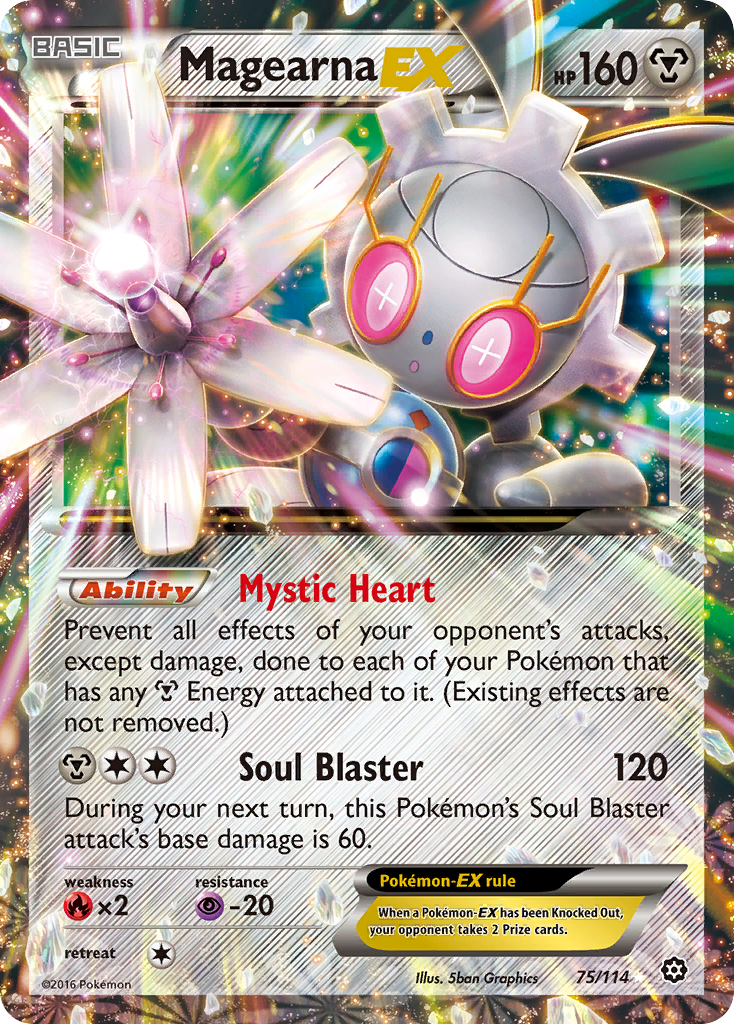 BASIC
MagearnaEX
HP160
Ability Mystic Heart
Prevent all effects of your opponent's attacks,
except damage, done to each of your Pokémon that
has any Energy attached to it. (Existing effects are
not removed.)
Soul Blaster 120
During your next turn, this Pokémon's Soul Blaster
attack's base damage is 60.
weakness resistance
×2 -20
retreat
Pokémon-EX rule
When a Pokémon-EX has been Knocked Out,
your opponent takes 2 Prize cards.
©2016 Pokémon
Illus. 5ban Graphics 75/114